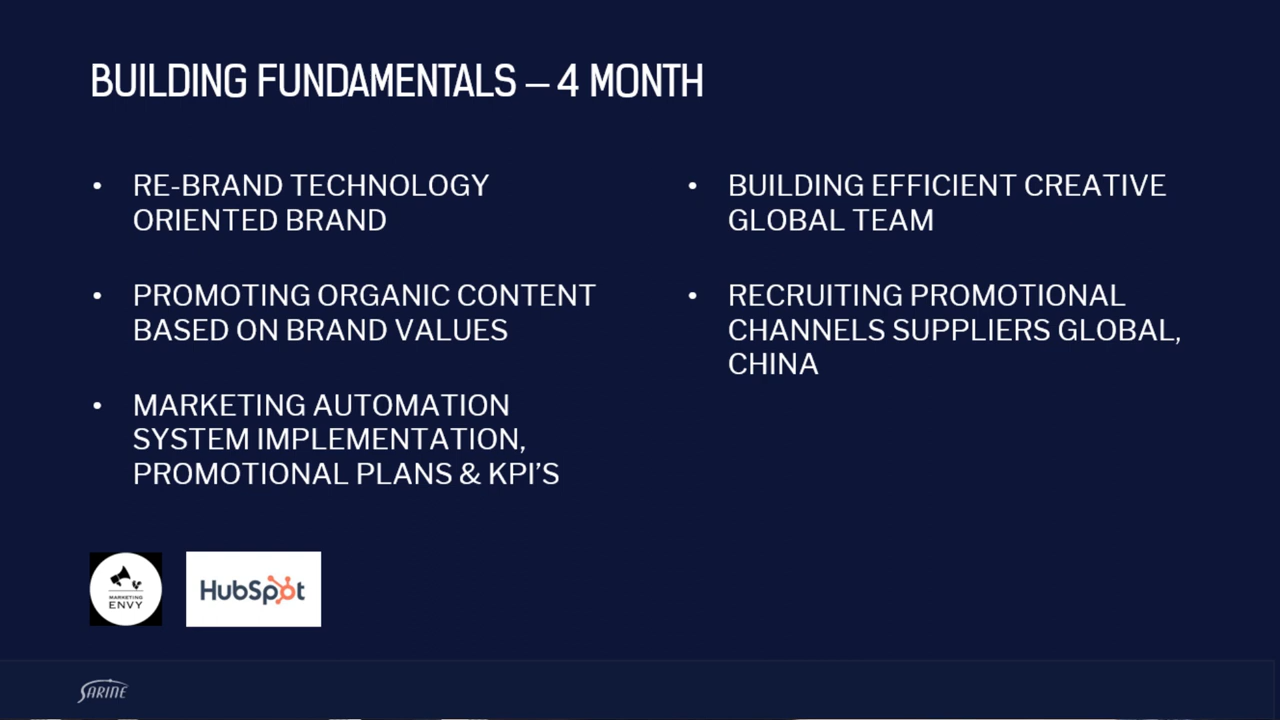 BUILDING FUNDAMENTALS – 4 MONTH
• RE-BRAND TECHNOLOGY
ORIENTED BRAND
• PROMOTING ORGANIC CONTENT
BASED ON BRAND VALUES
• MARKETING AUTOMATION
SYSTEM IMPLEMENTATION,
PROMOTIONAL PLANS & KPI’S
• BUILDING EFFICIENT CREATIVE
GLOBAL TEAM
• RECRUITING PROMOTIONAL
CHANNELS SUPPLIERS GLOBAL,
CHINA
MARKETING
ENVY
HubSpot
SARINE